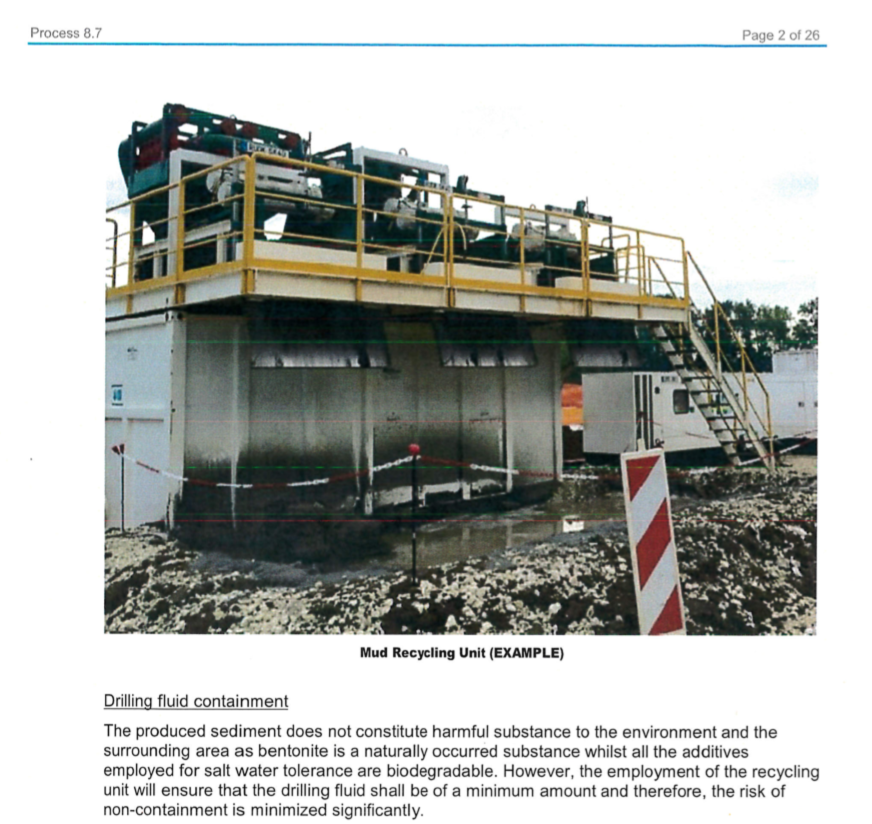 Process 8.7
Page 2 of 26
Mud Recycling Unit (EXAMPLE)
Drilling fluid containment
The produced sediment does not constitute harmful substance to the environment and the
surrounding area as bentonite is a naturally occurred substance whilst all the additives
employed for salt water tolerance are biodegradable. However, the employment of the recycling
unit will ensure that the drilling fluid shall be of a minimum amount and therefore, the risk of
non-containment is minimized significantly.